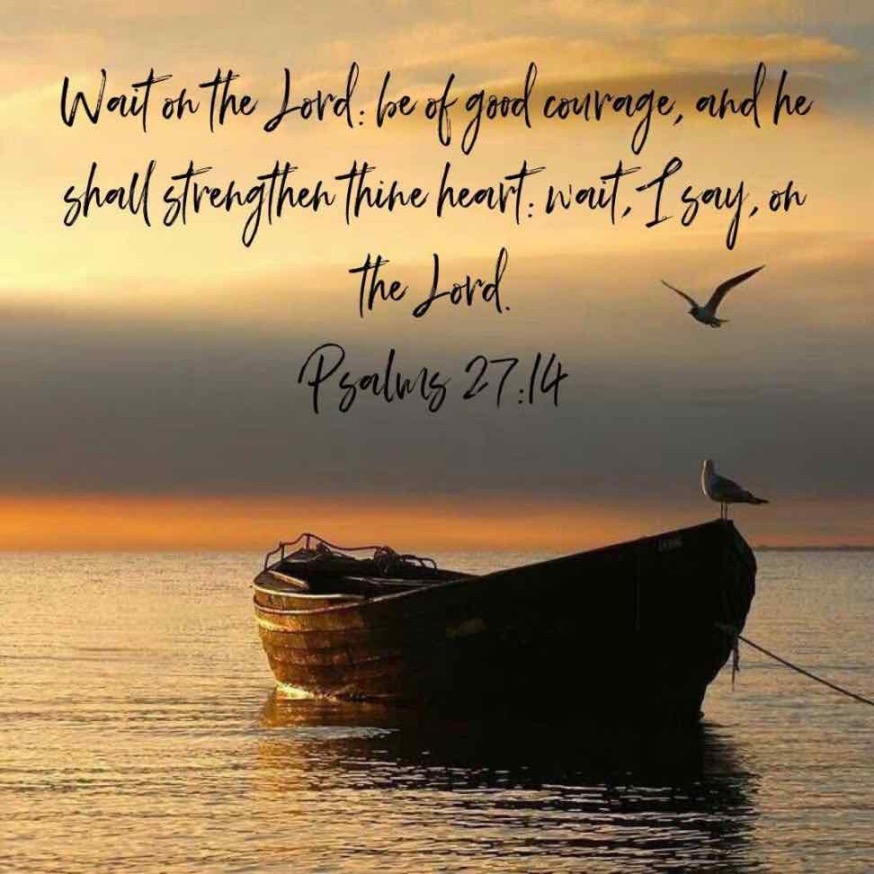 Wait on the Lord: be of good courage, and he
shall strengthen thine heart: wait, I say, on
the Lord.
Psalms 27:14